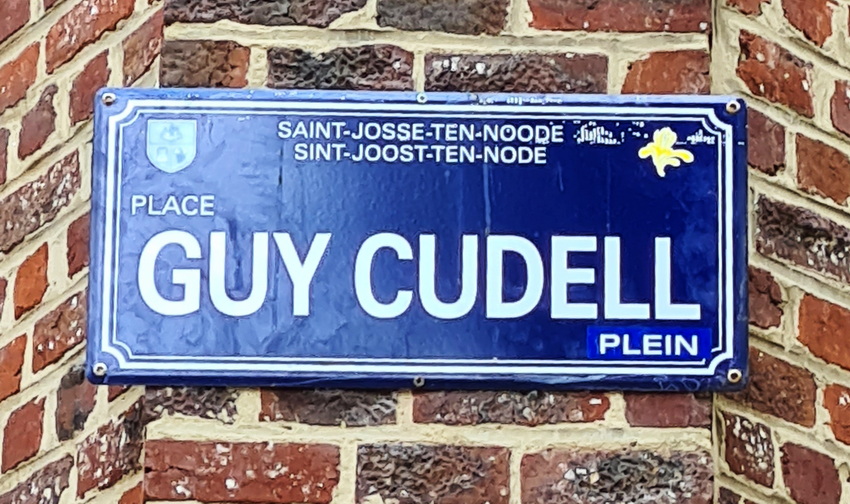 SAINT-JOSSE-TEN-NOODE
SINT-JOOST-TEN-NODE
PLACE
GUY CUDELL
PLEIN